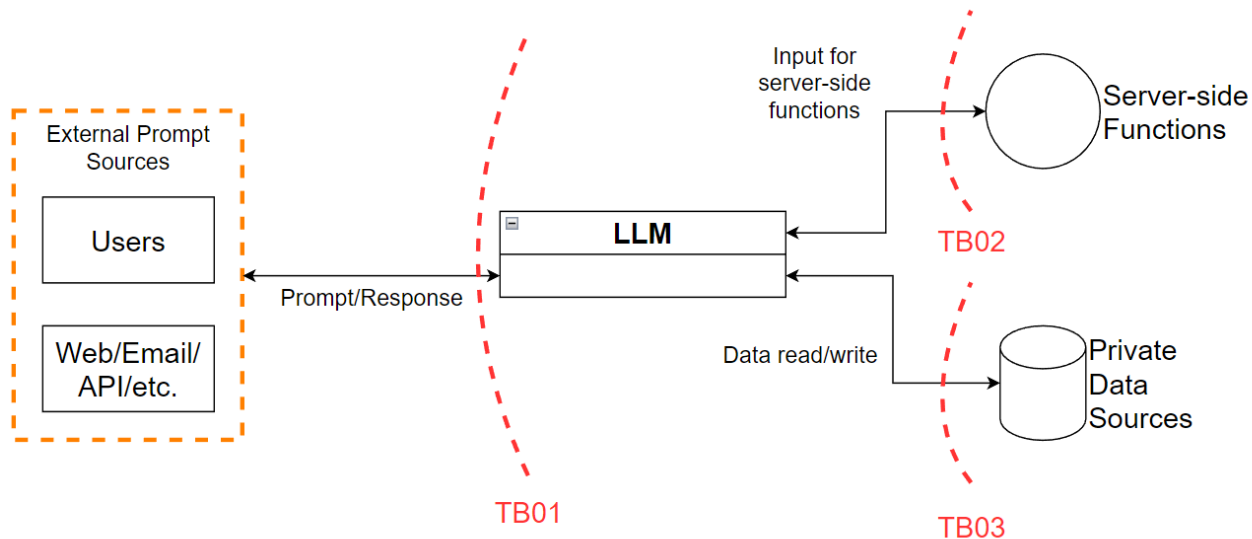 External Prompt
Sources
Users
Web/Email/
API/etc.
Prompt/Response
TB01
LLM
Input for
server-side
functions
Data read/write
TB02
Server-side
Functions
TB03
Private
Data
Sources